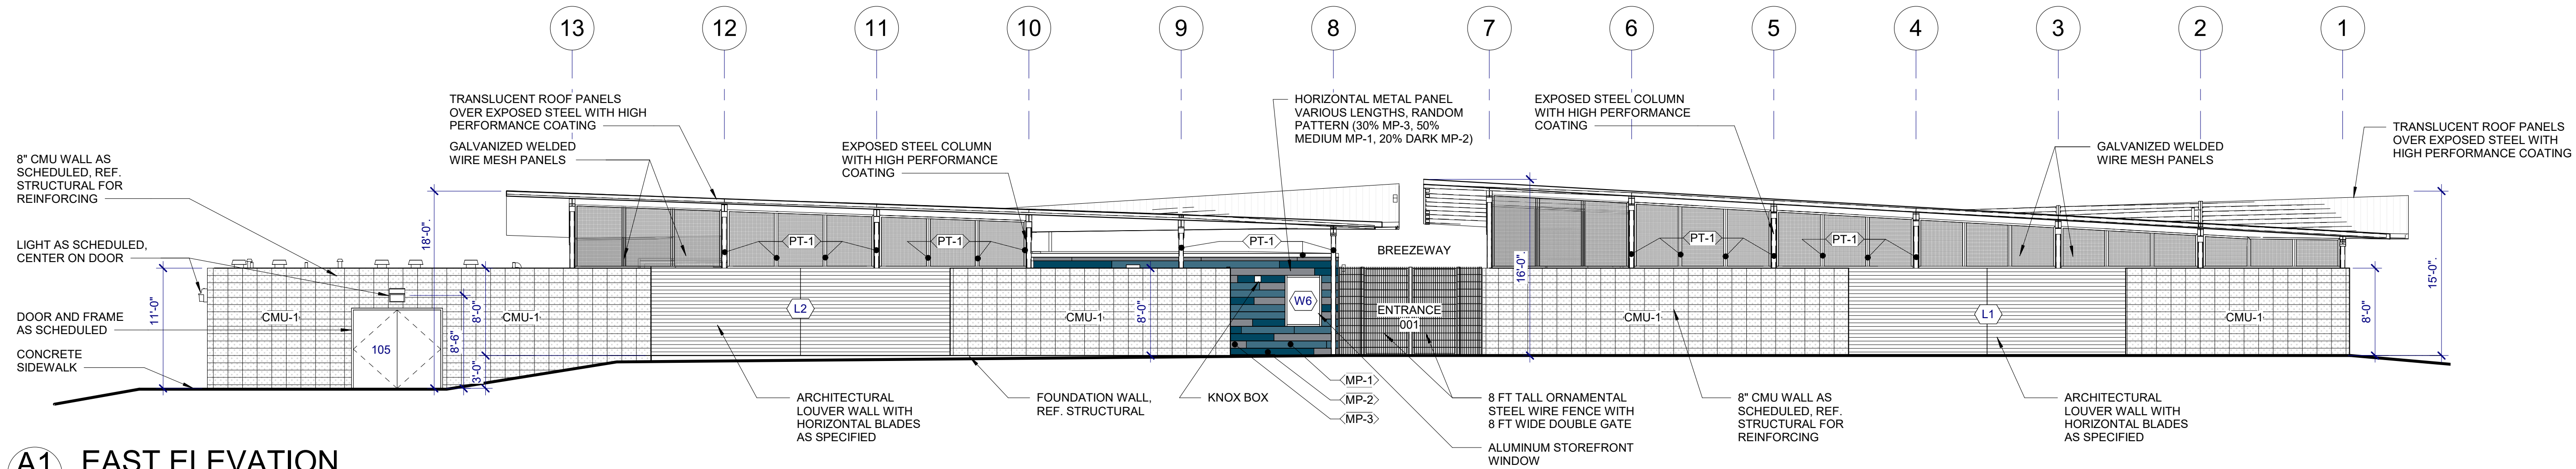 13
12
11
10
9
8
7
6
5
4
3
2
1
TRANSLUCENT ROOF PANELS
OVER EXPOSED STEEL WITH HIGH
PERFORMANCE COATING
GALVANIZED WELDED
WIRE MESH PANELS
EXPOSED STEEL COLUMN
WITH HIGH PERFORMANCE
COATING
HORIZONTAL METAL PANEL
VARIOUS LENGTHS, RANDOM
PATTERN (30% MP-3, 50%
MEDIUM MP-1, 20% DARK MP-2)
EXPOSED STEEL COLUMN
WITH HIGH PERFORMANCE
COATING
GALVANIZED WELDED
WIRE MESH PANELS
TRANSLUCENT ROOF PANELS
OVER EXPOSED STEEL WITH
HIGH PERFORMANCE COATING
8" CMU WALL AS
SCHEDULED, REF.
STRUCTURAL FOR
REINFORCING
LIGHT AS SCHEDULED,
CENTER ON DOOR
DOOR AND FRAME
AS SCHEDULED
CONCRETE
SIDEWALK
11'-0"
18'-0".
8'-6"
8'-0"
3'-0"
CMU-1
105
CMU-1
L2
PT-1
PT-1
PT-1
CMU-1
8'-0"
W6
BREEZEWAY
ENTRANCE
001
16'-0".
PT-1
PT-1
CMU-1
L1
CMU-1
8'-0"
15'-0".
ARCHITECTURAL
LOUVER WALL WITH
HORIZONTAL BLADES
AS SPECIFIED
FOUNDATION WALL,
REF. STRUCTURAL
KNOX BOX
MP-1
MP-2
MP-3
8 FT TALL ORNAMENTAL
STEEL WIRE FENCE WITH
8 FT WIDE DOUBLE GATE
ALUMINUM STOREFRONT
WINDOW
8" CMU WALL AS
SCHEDULED, REF.
STRUCTURAL FOR
REINFORCING
ARCHITECTURAL
LOUVER WALL WITH
HORIZONTAL BLADES
AS SPECIFIED
A1 EAST ELEVATION